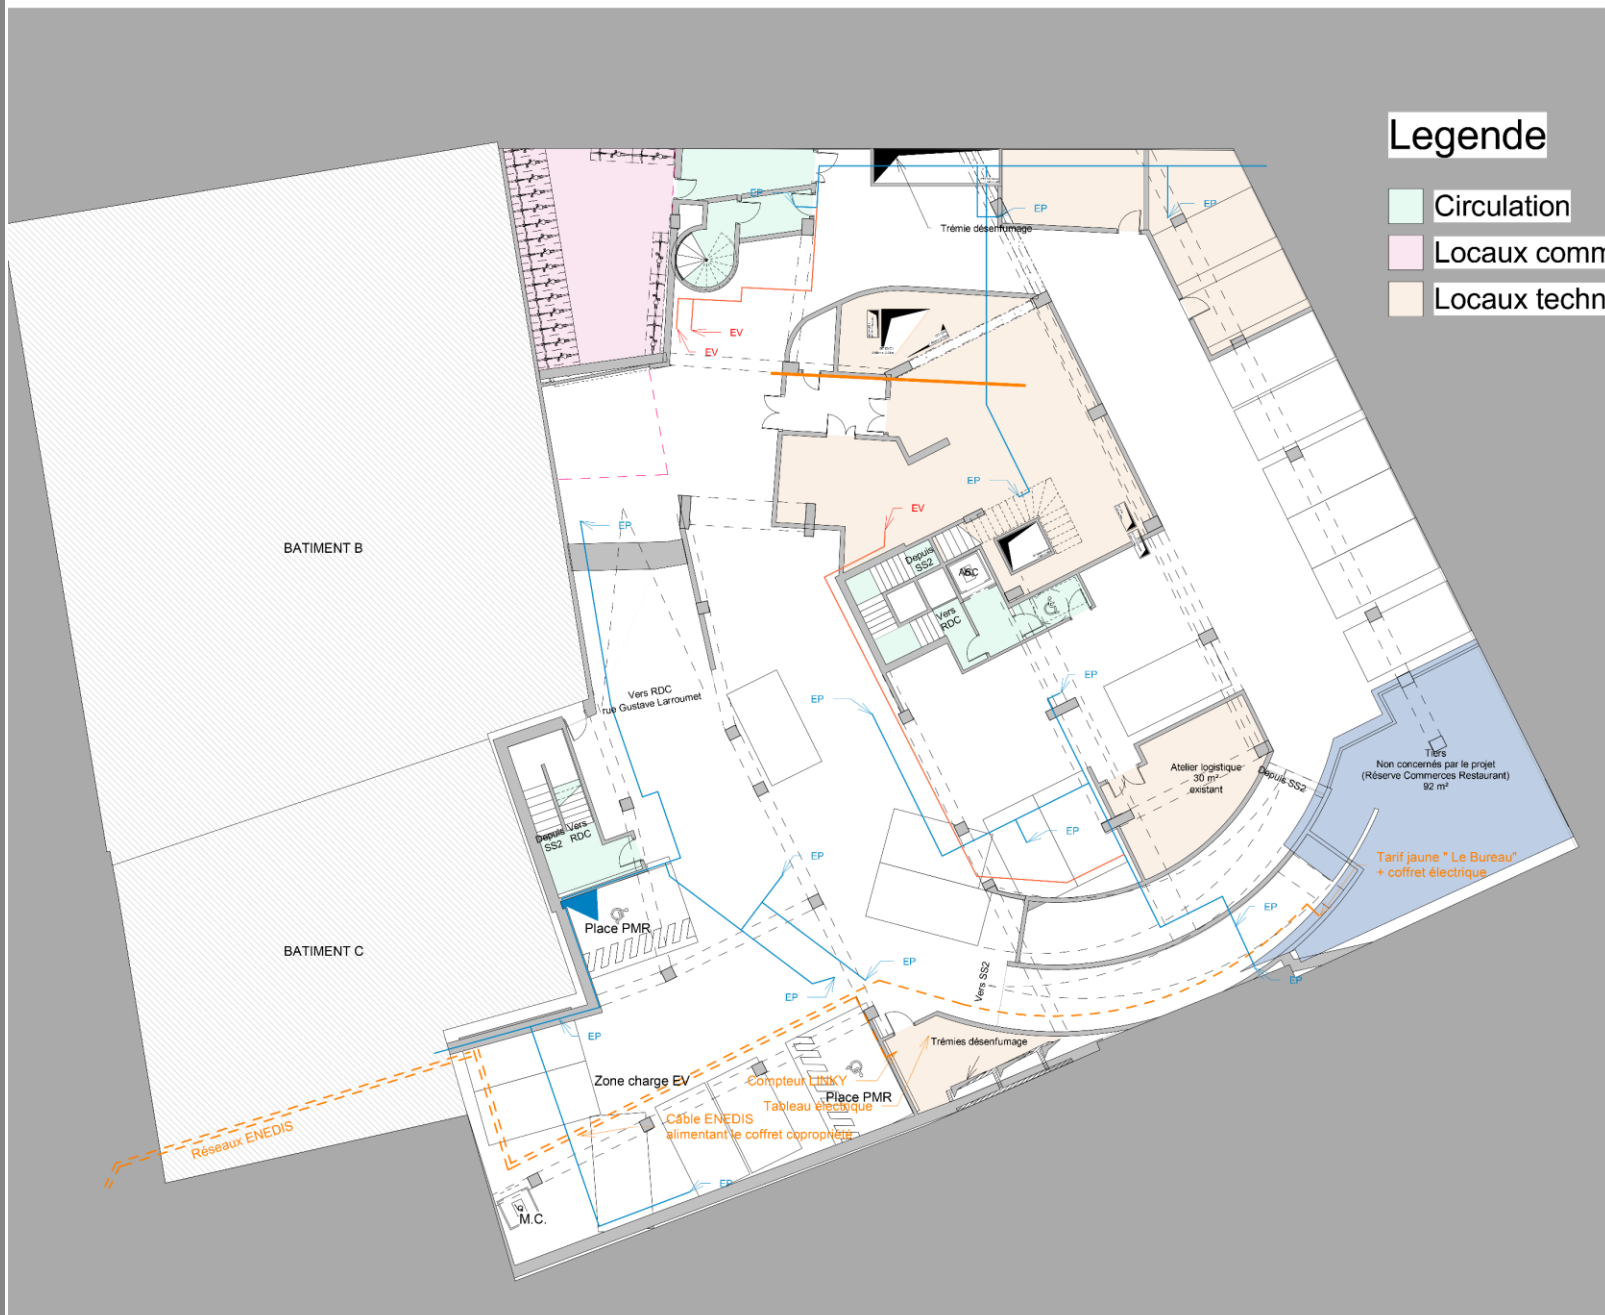 Legende
Circulation
Locaux comm
Locaux techn
EP
EP
EP
Trémie désenfumage
EV
EV
EP
EV
EP
BATIMENT B
Depuis
SS2
ASC
Vers
RDC
Vers RDC
rue Gustave Larroumet
EP
EP
Atelier logistique
30 m²
existant
Depuis SS2
Tiers
Non concernés par le projet
(Réserve Commerces Restaurant)
92 m²
Depuis
SS2
Vers
RDC
EP
EP
Tarif jaune " Le Bureau"
+ coffret électrique
Place PMR
EP
BATIMENT C
EP
EP
Vers SS2
EP
EP
Trémies désenfumage
Zone charge EV
Compteur LINKY
Place PMR
Tableau électrique
Câble ENEDIS
alimentant le coffret copropriété
Réseaux ENEDIS
EP
M.C.